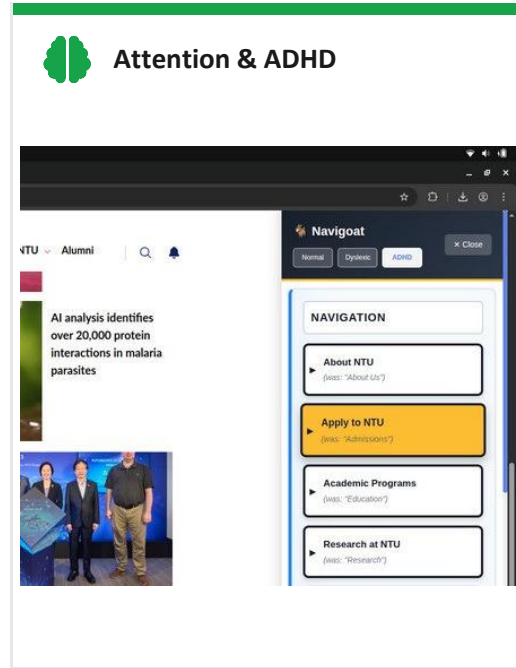 Attention & ADHD
NTU
Alumni
AI analysis identifies
over 20,000 protein
interactions in malaria
parasites
Navigoat
× Close
Normal
Dyslexic
ADHD
NAVIGATION
About NTU
(was: "About Us")
Apply to NTU
(was: "Admissions")
Academic Programs
(was: "Education")
Research at NTU
(was: "Research")